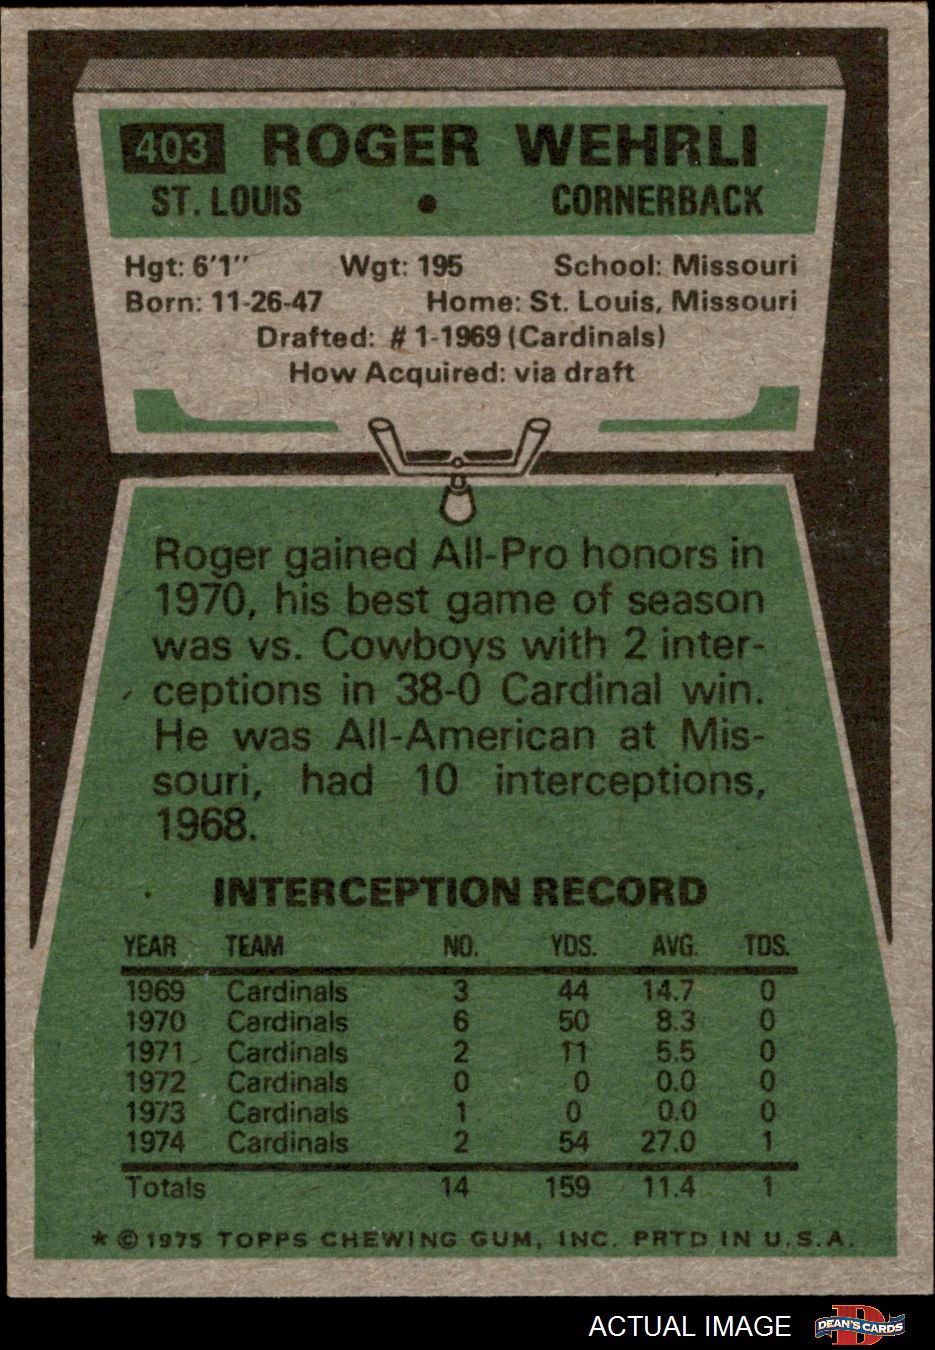 403 ROGER WEHRLI
ST. LOUIS • CORNERBACK
Hgt: 6'1" Wgt: 195 School: Missouri
Born: 11-26-47 Home: St. Louis, Missouri
Drafted: #1-1969 (Cardinals)
How Acquired: via draft
Roger gained All-Pro honors in
1970, his best game of season
was vs. Cowboys with 2 inter-
ceptions in 38-0 Cardinal win.
He was All-American at Mis-
souri, had 10 interceptions,
1968.
INTERCEPTION RECORD
YEAR TEAM NO. YDS. AVG. TDS.
1969 Cardinals 3 44 14.7 0
1970 Cardinals 6 50 8.3 0
1971 Cardinals 2 11 5.5 0
1972 Cardinals 0 0 0.0 0
1973 Cardinals 1 0 0.0 0
1974 Cardinals 2 54 27.0 1
Totals 14 159 11.4 1
* © 1975 TOPPS CHEWING GUM, INC. PRTD IN U.S.A.
ACTUAL IMAGE D DEAN'S CARDS